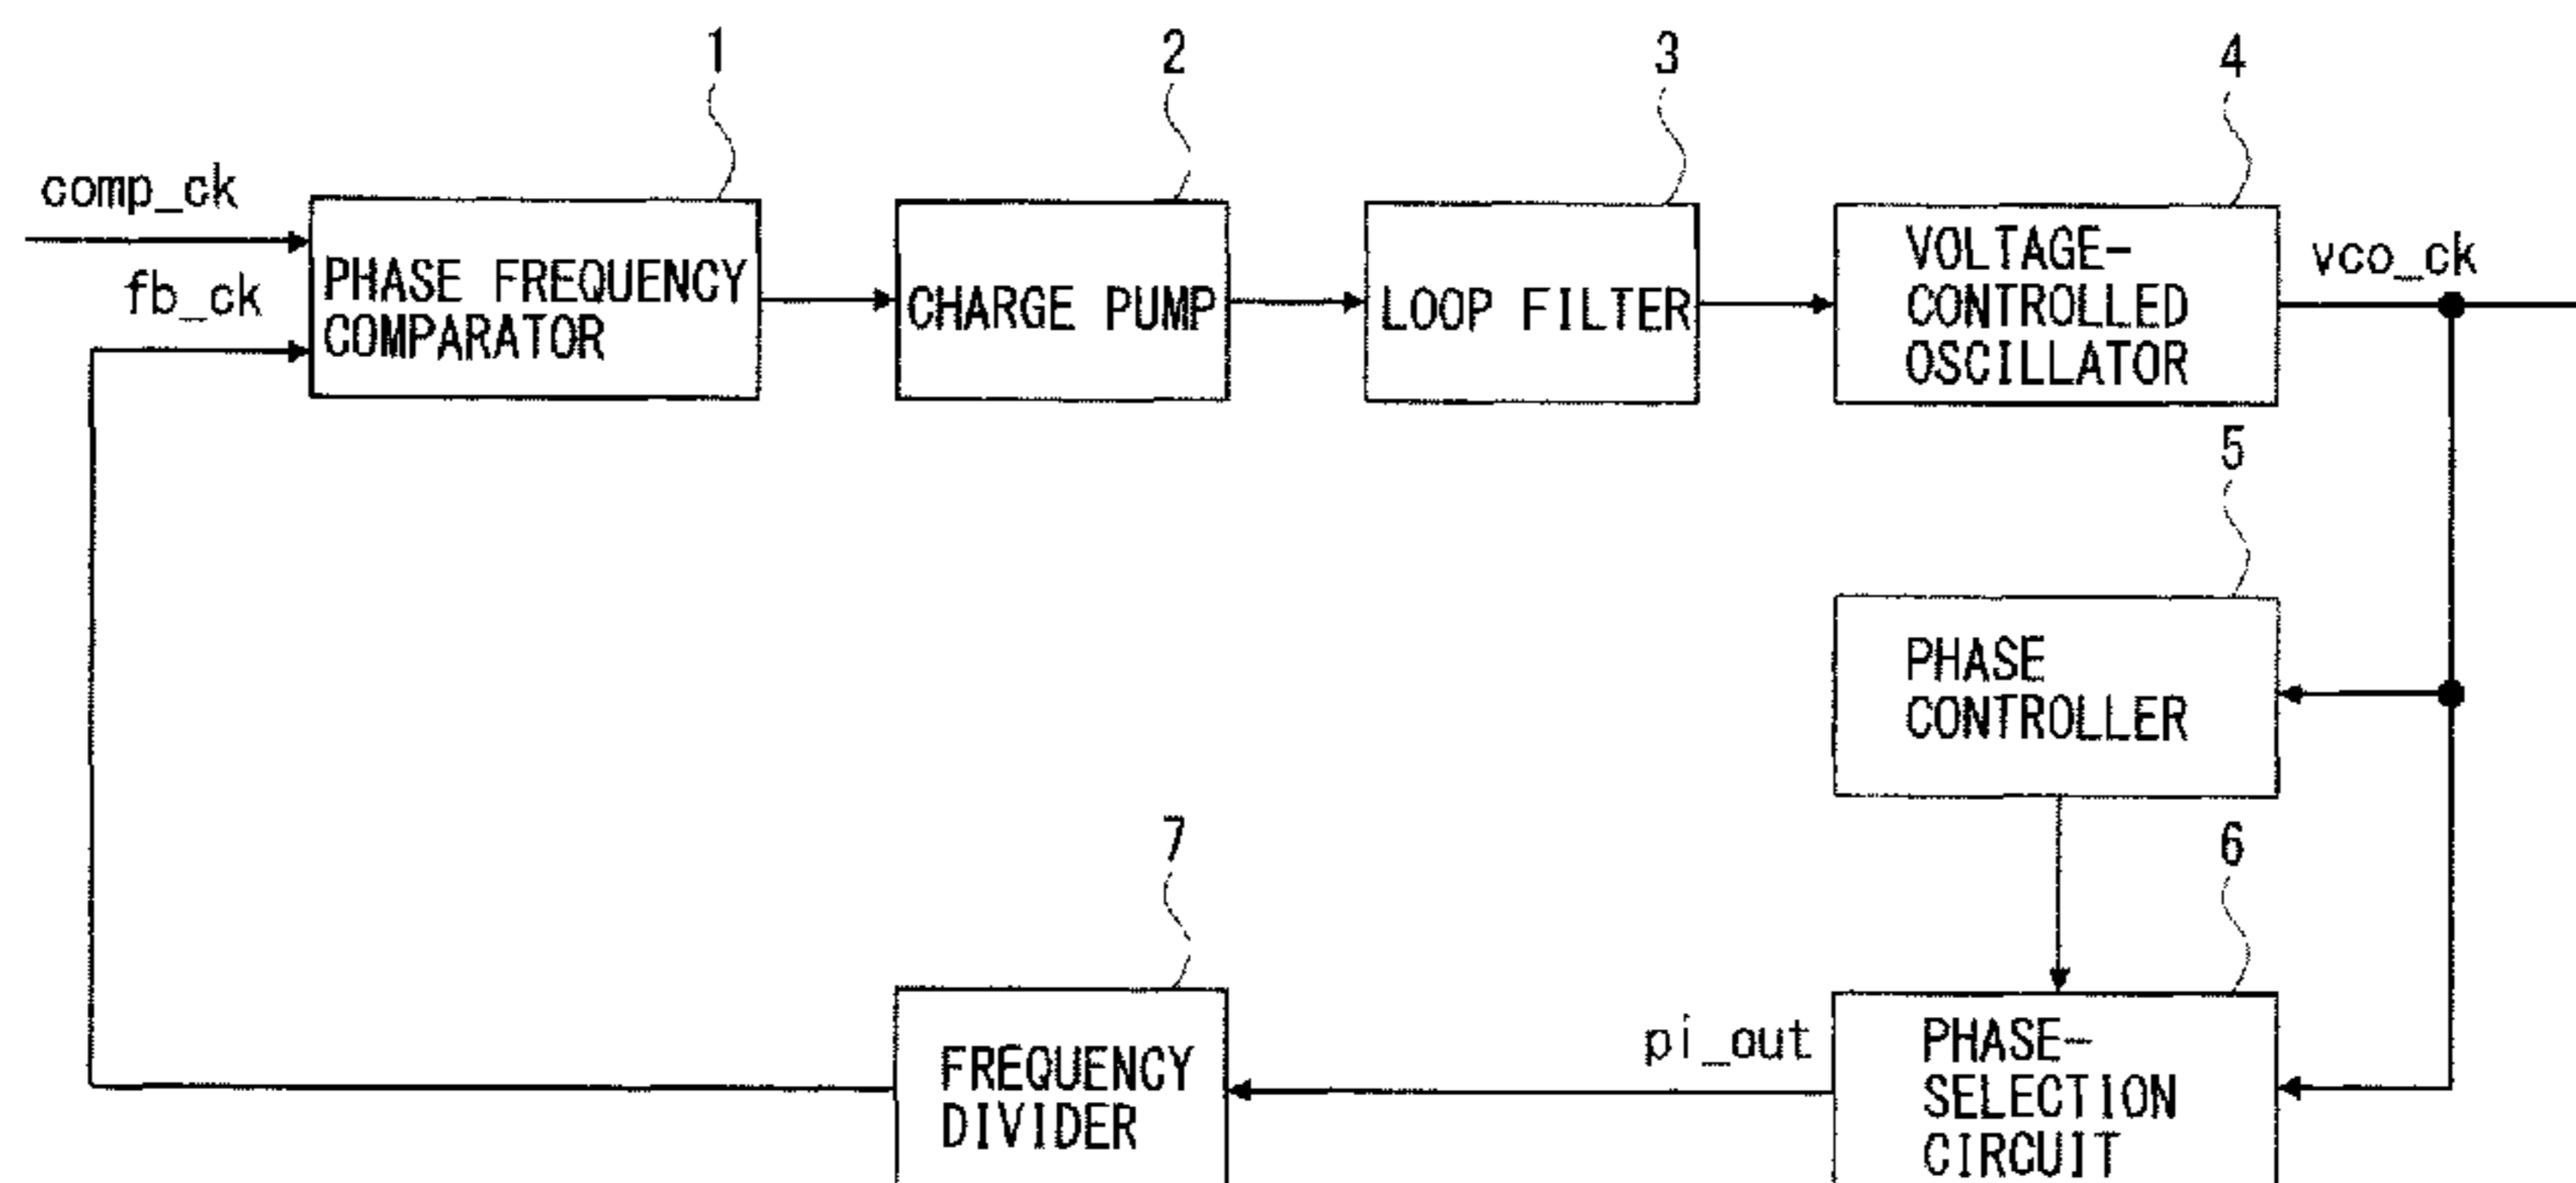 1
2
3
4
comp_ck
fb_ck
PHASE FREQUENCY
COMPARATOR
CHARGE PUMP
LOOP FILTER
VOLTAGE-
CONTROLLED
OSCILLATOR
vco_ck
5
PHASE
CONTROLLER
6
7
FREQUENCY
DIVIDER
pi_out
PHASE-
SELECTION
CIRCUIT